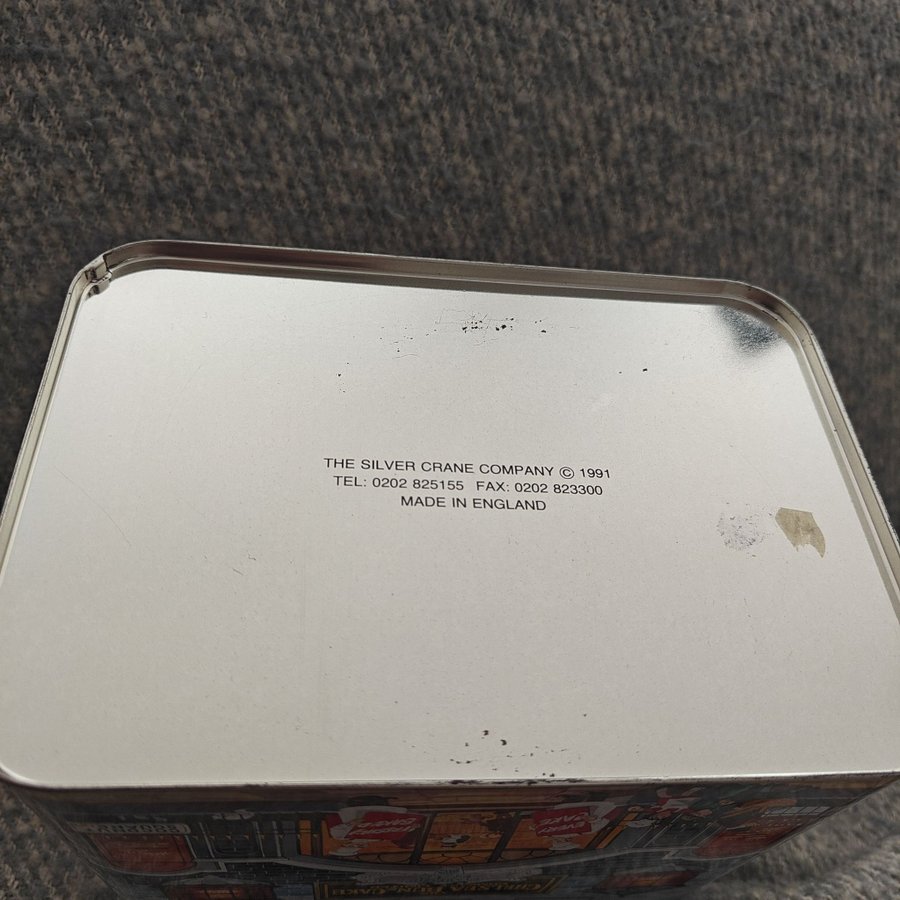 THE SILVER CRANE COMPANY © 1991
TEL: 0202 825155 FAX: 0202 823300
MADE IN ENGLAND